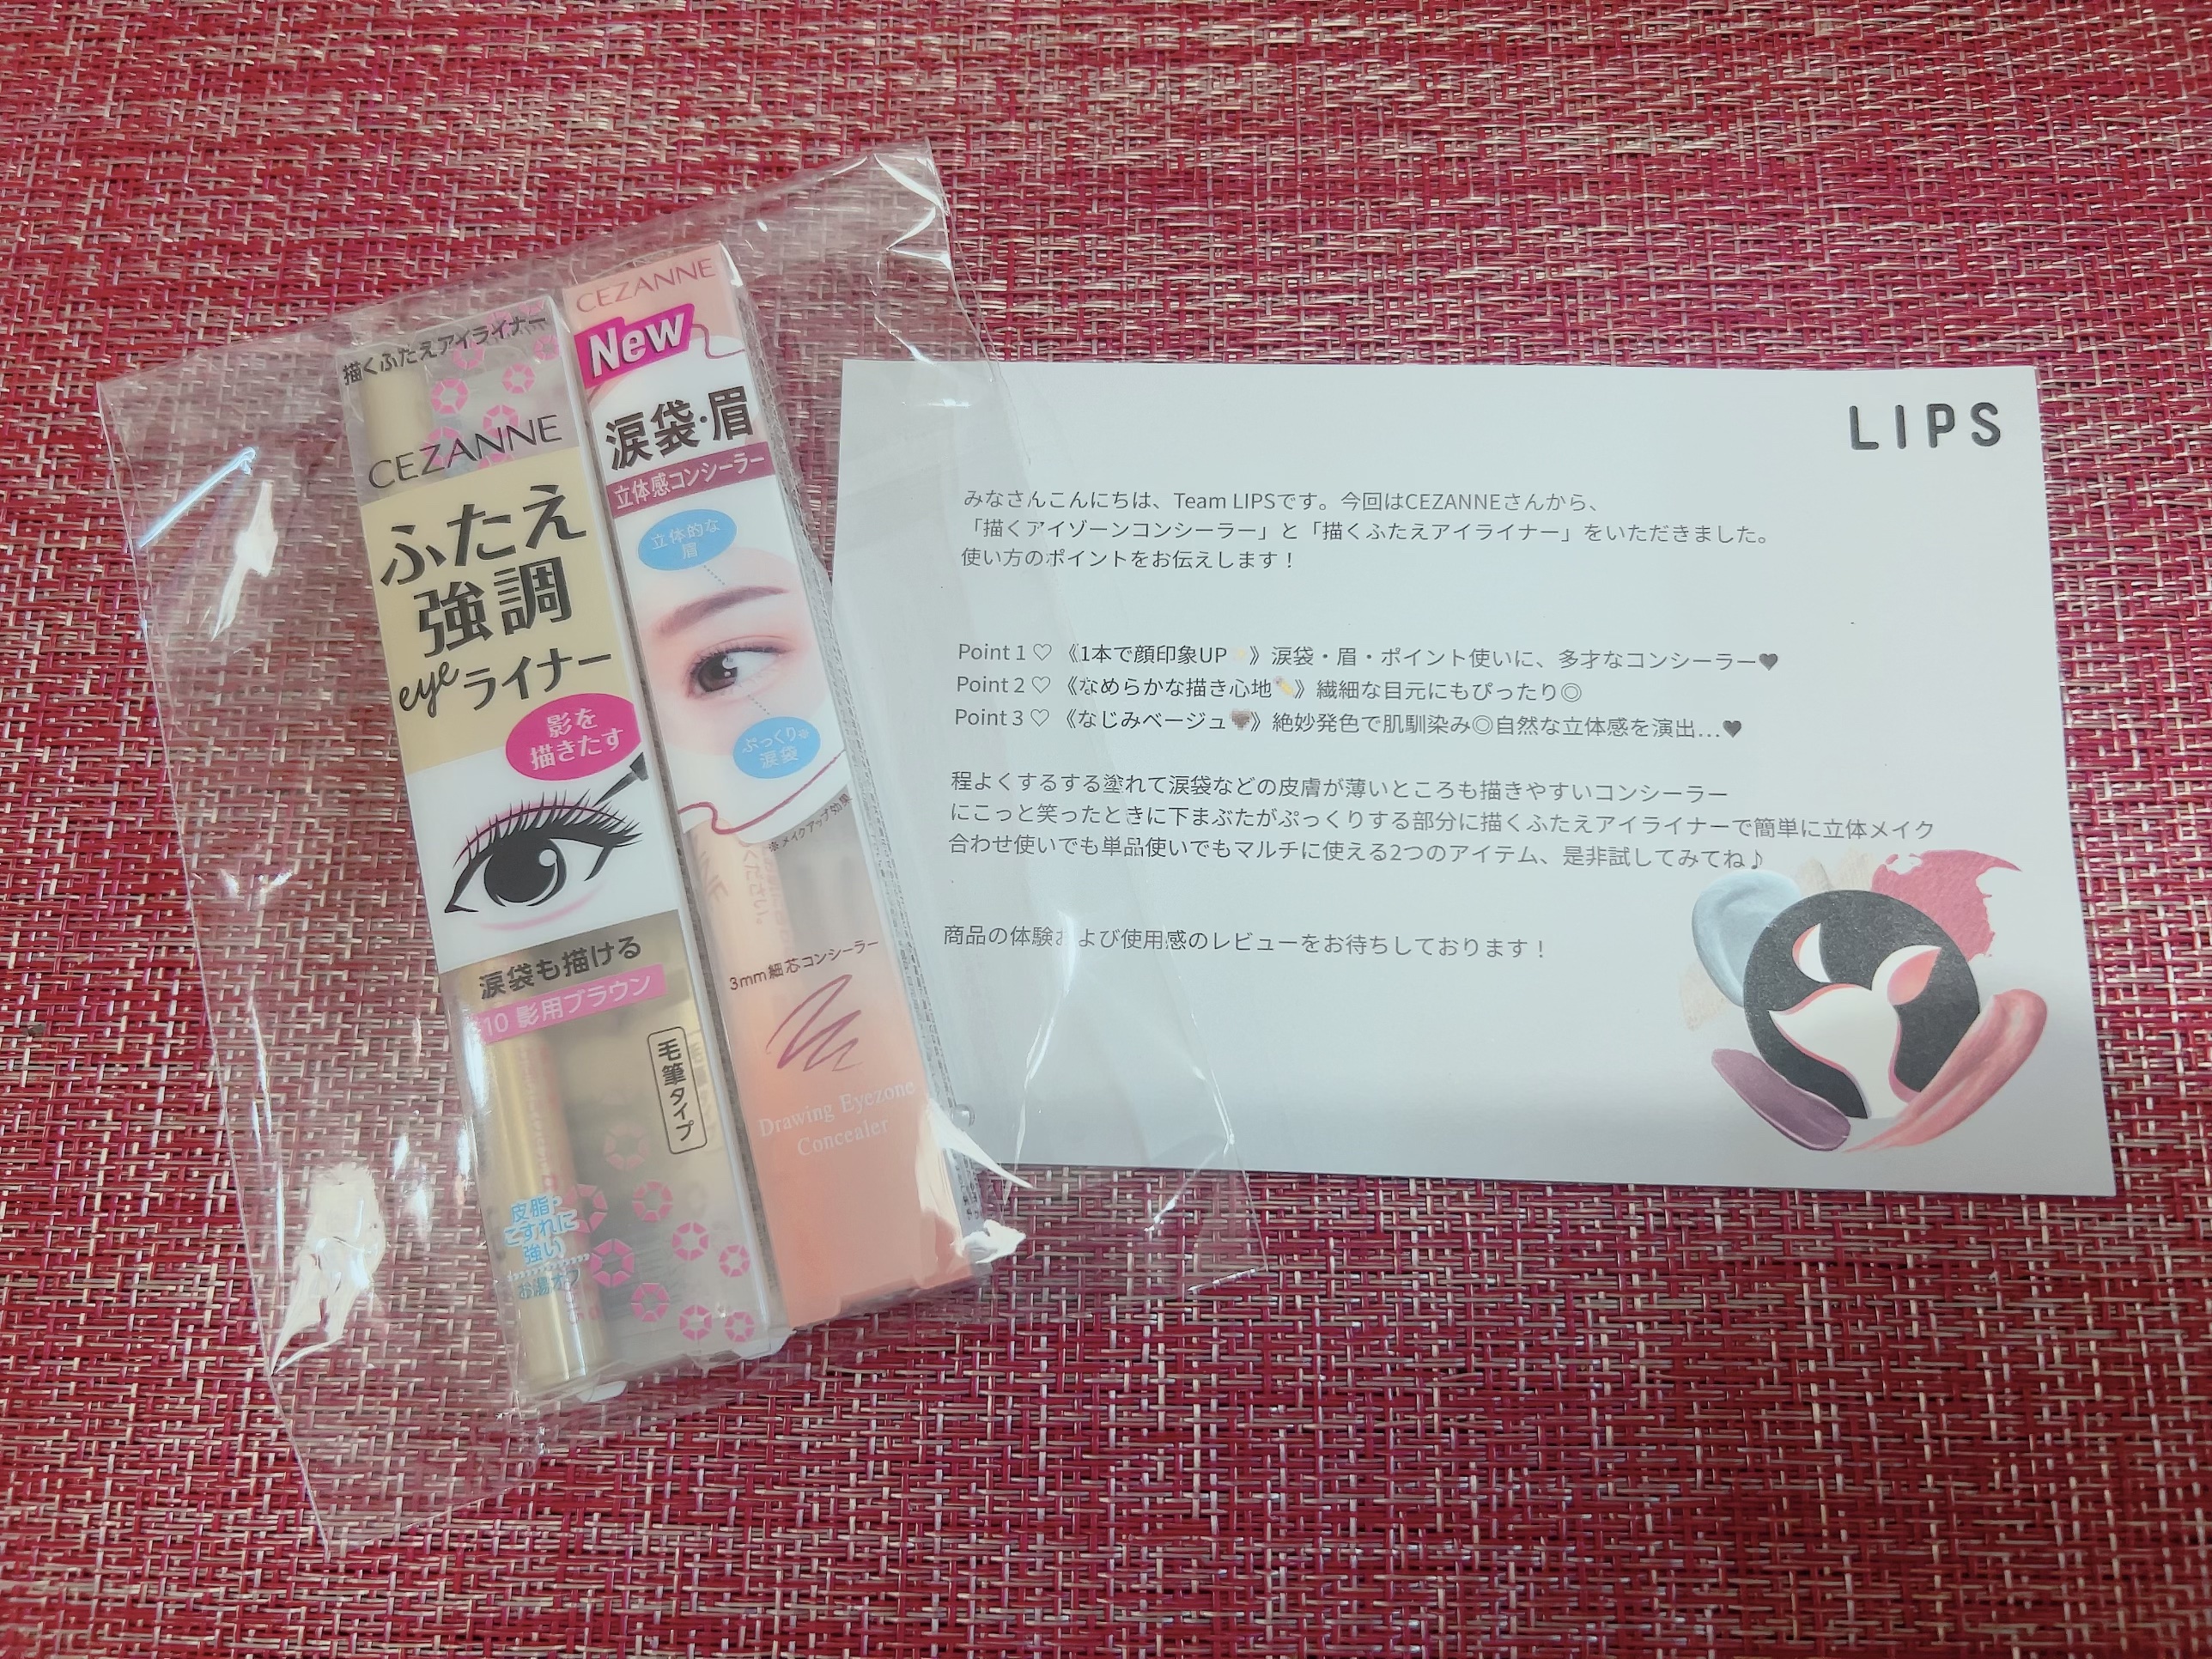 描くふたえアイライナー
CEZANNE
ふたえ
強調
eyeライナー
影を
描きたす
涙袋も描ける
10 影用ブラウン
毛筆タイプ
皮脂・
こすれに
強い
CEZANNE
New
涙袋・眉
立体感コンシーラー
立体的な
眉
ぷっくり※
涙袋
※メイクアップ効果
3mm細芯コンシーラー
Drawing Eyezone
Concealer
LIPS
みなさんこんにちは、Team LIPSです。今回はCEZANNEさんから、
「描くアイゾーンコンシーラー」と「描くふたえアイライナー」をいただきました。
使い方のポイントをお伝えします！
Point 1 ♡ 《1本で顔印象UP✨》涙袋・眉・ポイント使いに、多才なコンシーラー♥
Point 2 ♡ 《なめらかな描き心地✏️》繊細な目元にもぴったり◎
Point 3 ♡ 《なじみベージュ🤎》絶妙発色で肌馴染み◎自然な立体感を演出…♥
程よくするする塗れて涙袋などの皮膚が薄いところも描きやすいコンシーラー
にこっと笑ったときに下まぶたがぷっくりする部分に描くふたえアイライナーで簡単に立体メイク
合わせ使いでも単品使いでもマルチに使える2つのアイテム、是非試してみてね♪
商品の体験および使用感のレビューをお待ちしております！